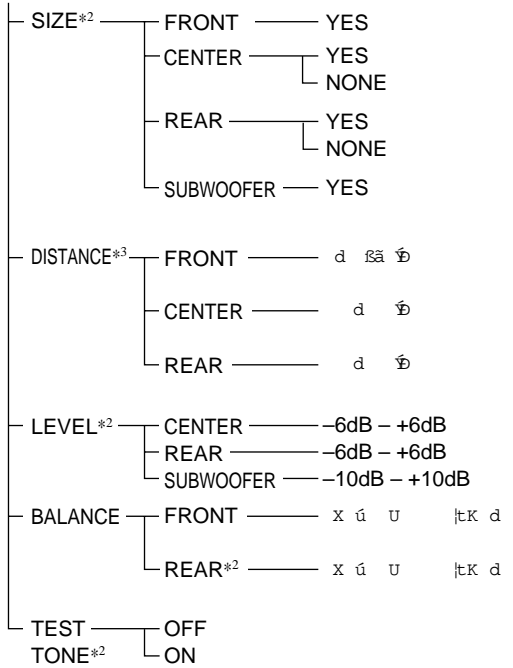 SIZE*2 FRONT YES
CENTER YES
NONE
REAR YES
NONE
SUBWOOFER YES
DISTANCE*3 FRONT
CENTER
REAR
LEVEL*2 CENTER –6dB – +6dB
REAR –6dB – +6dB
SUBWOOFER –10dB – +10dB
BALANCE FRONT
REAR*2
TEST OFF
TONE*2 ON